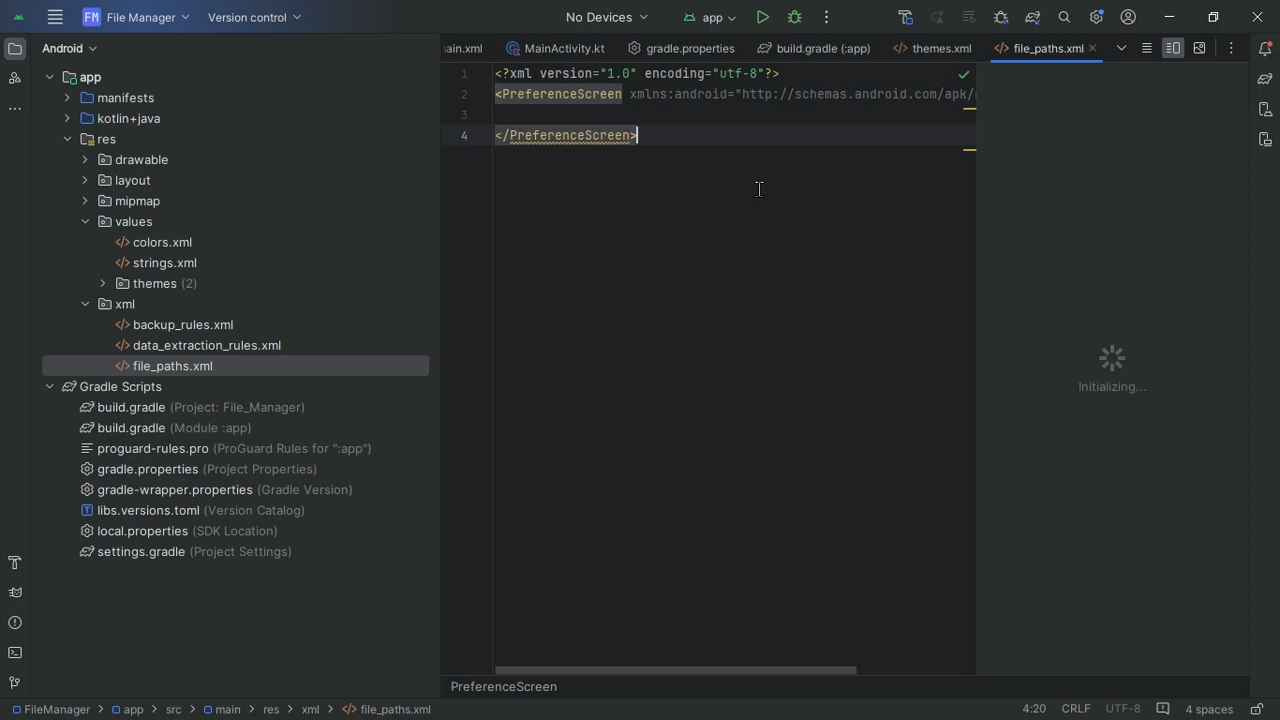 FM File Manager Version control No Devices app
Android
ain.xml MainActivity.kt gradle.properties build.gradle (:app) themes.xml file_paths.xml
app
manifests
kotlin+java
res
drawable
layout
mipmap
values
colors.xml
strings.xml
themes (2)
xml
backup_rules.xml
data_extraction_rules.xml
file_paths.xml
Gradle Scripts
build.gradle (Project: File_Manager)
build.gradle (Module :app)
proguard-rules.pro (ProGuard Rules for ":app")
gradle.properties (Project Properties)
gradle-wrapper.properties (Gradle Version)
libs.versions.toml (Version Catalog)
local.properties (SDK Location)
settings.gradle (Project Settings)
1 <?xml version="1.0" encoding="utf-8"?>
2 <PreferenceScreen xmlns:android="http://schemas.android.com/apk/
3
4 </PreferenceScreen>
Initializing...
PreferenceScreen
FileManager > app > src > main > res > xml > file_paths.xml 4:20 CRLF UTF-8 4 spaces